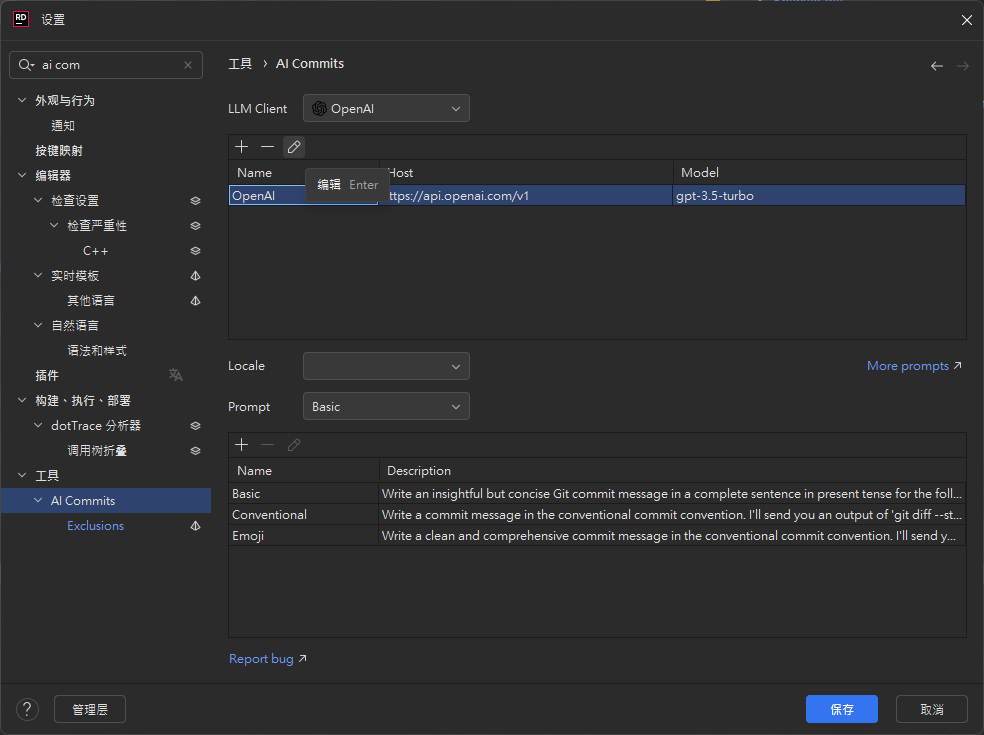 RD 设置
ai com
外观与行为
通知
按键映射
编辑器
检查设置
检查严重性
C++
实时模板
其他语言
自然语言
语法和样式
插件
构建、执行、部署
dotTrace 分析器
调用树折叠
工具
AI Commits
Exclusions
工具 › AI Commits
LLM Client OpenAI
Name Host Model
编辑 Enter
OpenAI ttps://api.openai.com/v1 gpt-3.5-turbo
Locale More prompts ↗
Prompt Basic
Name Description
Basic Write an insightful but concise Git commit message in a complete sentence in present tense for the foll...
Conventional Write a commit message in the conventional commit convention. I'll send you an output of 'git diff --st...
Emoji Write a clean and comprehensive commit message in the conventional commit convention. I'll send y...
Report bug ↗
? 管理层 保存 取消